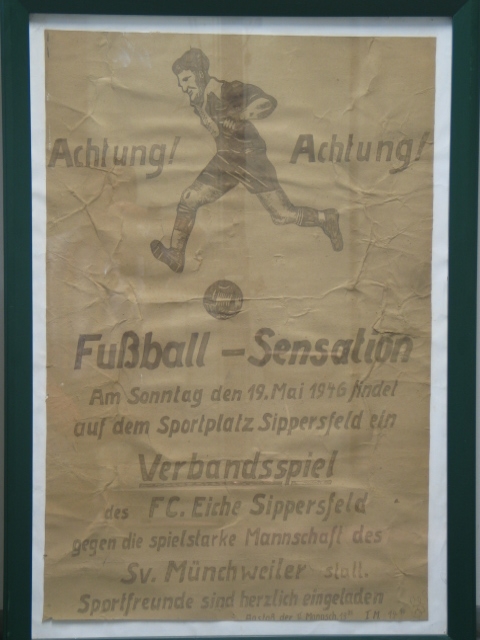 Achtung! Achtung!
Fußball - Sensation
Am Sonntag den 19. Mai 1946 findet
auf dem Sportplatz Sippersfeld ein
Verbandsspiel
des FC. Eiche Sippersfeld
gegen die spielstarke Mannschaft des
Sv. Münchweiler statt.
Sportfreunde sind herzlich eingeladen
der